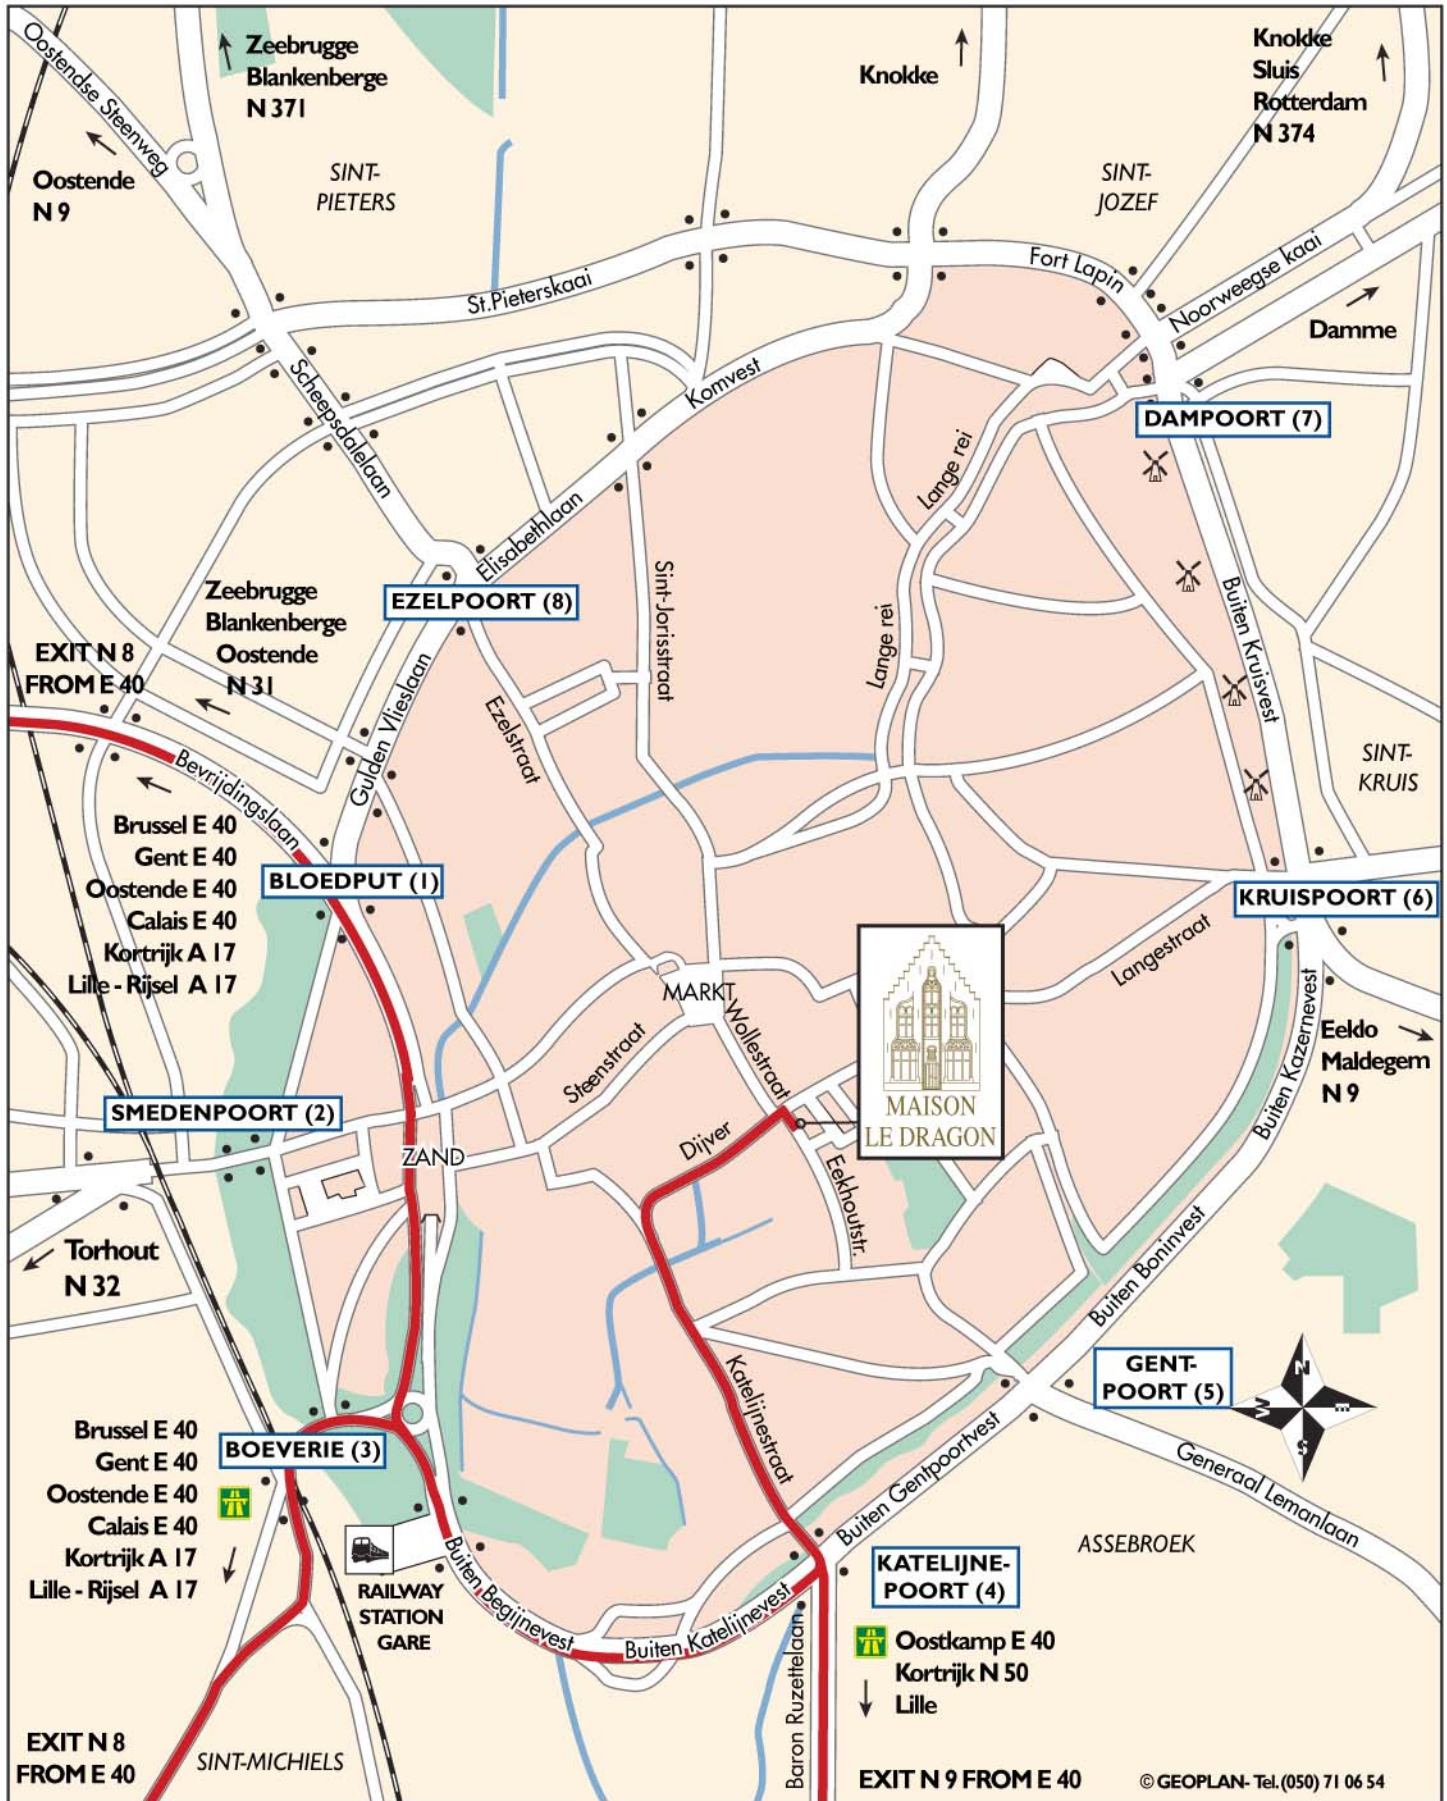 Oostendse Steenweg
Zeebrugge
Blankenberge
N 371
Oostende
N 9
SINT-
PIETERS
Knokke
SINT-
JOZEF
Knokke
Sluis
Rotterdam
N 374
St.Pieterskaai
Fort Lapin
Noorweegse kaai
Damme
Scheepsdalelaan
Komvest
DAMPOORT (7)
Lange rei
Elisabethlaan
EZELPOORT (8)
Sint-Jorisstraat
Lange rei
Buiten Kruisvest
Zeebrugge
Blankenberge
Oostende
N 31
EXIT N 8
FROM E 40
Gulden Vlieslaan
Ezelstraat
Bevrijdingslaan
SINT-
KRUIS
Brussel E 40
Gent E 40
Oostende E 40
Calais E 40
Kortrijk A 17
Lille - Rijsel A 17
BLOEDPUT (1)
KRUISPOORT (6)
Langestraat
MARKT
Wollestraat
Steenstraat
MAISON
LE DRAGON
Buiten Kazernevest
Eeklo
Maldegem
N 9
SMEDENPOORT (2)
ZAND
Dijver
Eekhoutstr.
Torhout
N 32
Buiten Boninvest
GENT-
POORT (5)
N
W
E
S
Katelijnestraat
Brussel E 40
Gent E 40
Oostende E 40
Calais E 40
Kortrijk A 17
Lille - Rijsel A 17
BOEVERIE (3)
Buiten Gentpoortvest
Generaal Lemanlaan
ASSEBROEK
RAILWAY
STATION
GARE
Buiten Begijnevest
Buiten Katelijnevest
KATELIJNE-
POORT (4)
Oostkamp E 40
Kortrijk N 50
Lille
Baron Ruzettelaan
EXIT N 8
FROM E 40
SINT-MICHIELS
EXIT N 9 FROM E 40
© GEOPLAN- Tel. (050) 71 06 54